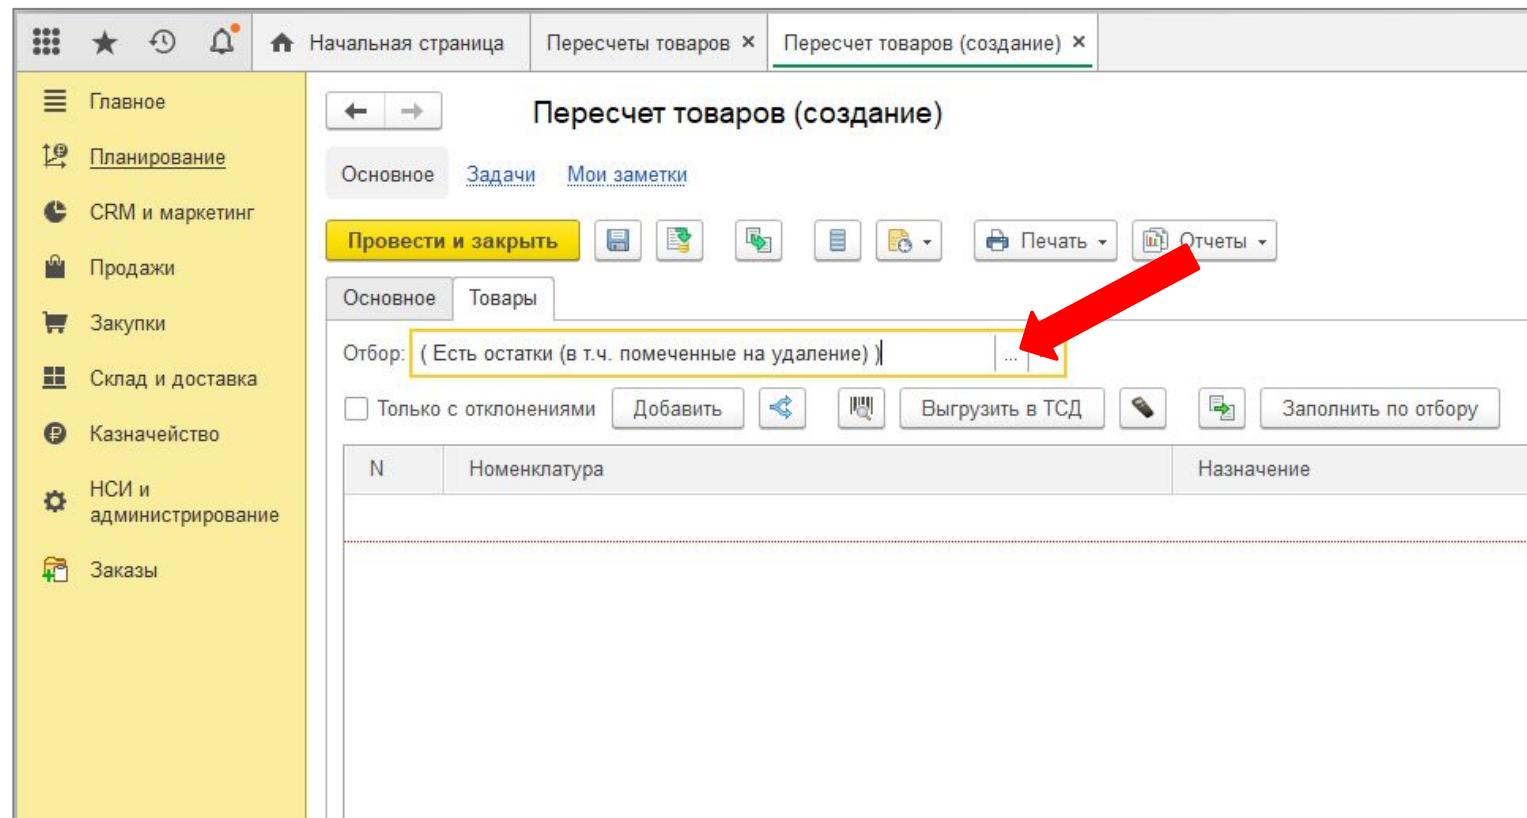 Начальная страница
Пересчеты товаров ×
Пересчет товаров (создание) ×
Главное
Планирование
CRM и маркетинг
Продажи
Закупки
Склад и доставка
Казначейство
НСИ и
администрирование
Заказы
Пересчет товаров (создание)
Основное Задачи Мои заметки
Провести и закрыть Печать Отчеты
Основное Товары
Отбор: ( Есть остатки (в т.ч. помеченные на удаление) ) ...
Только с отклонениями Добавить Выгрузить в ТСД Заполнить по отбору
N Номенклатура Назначение